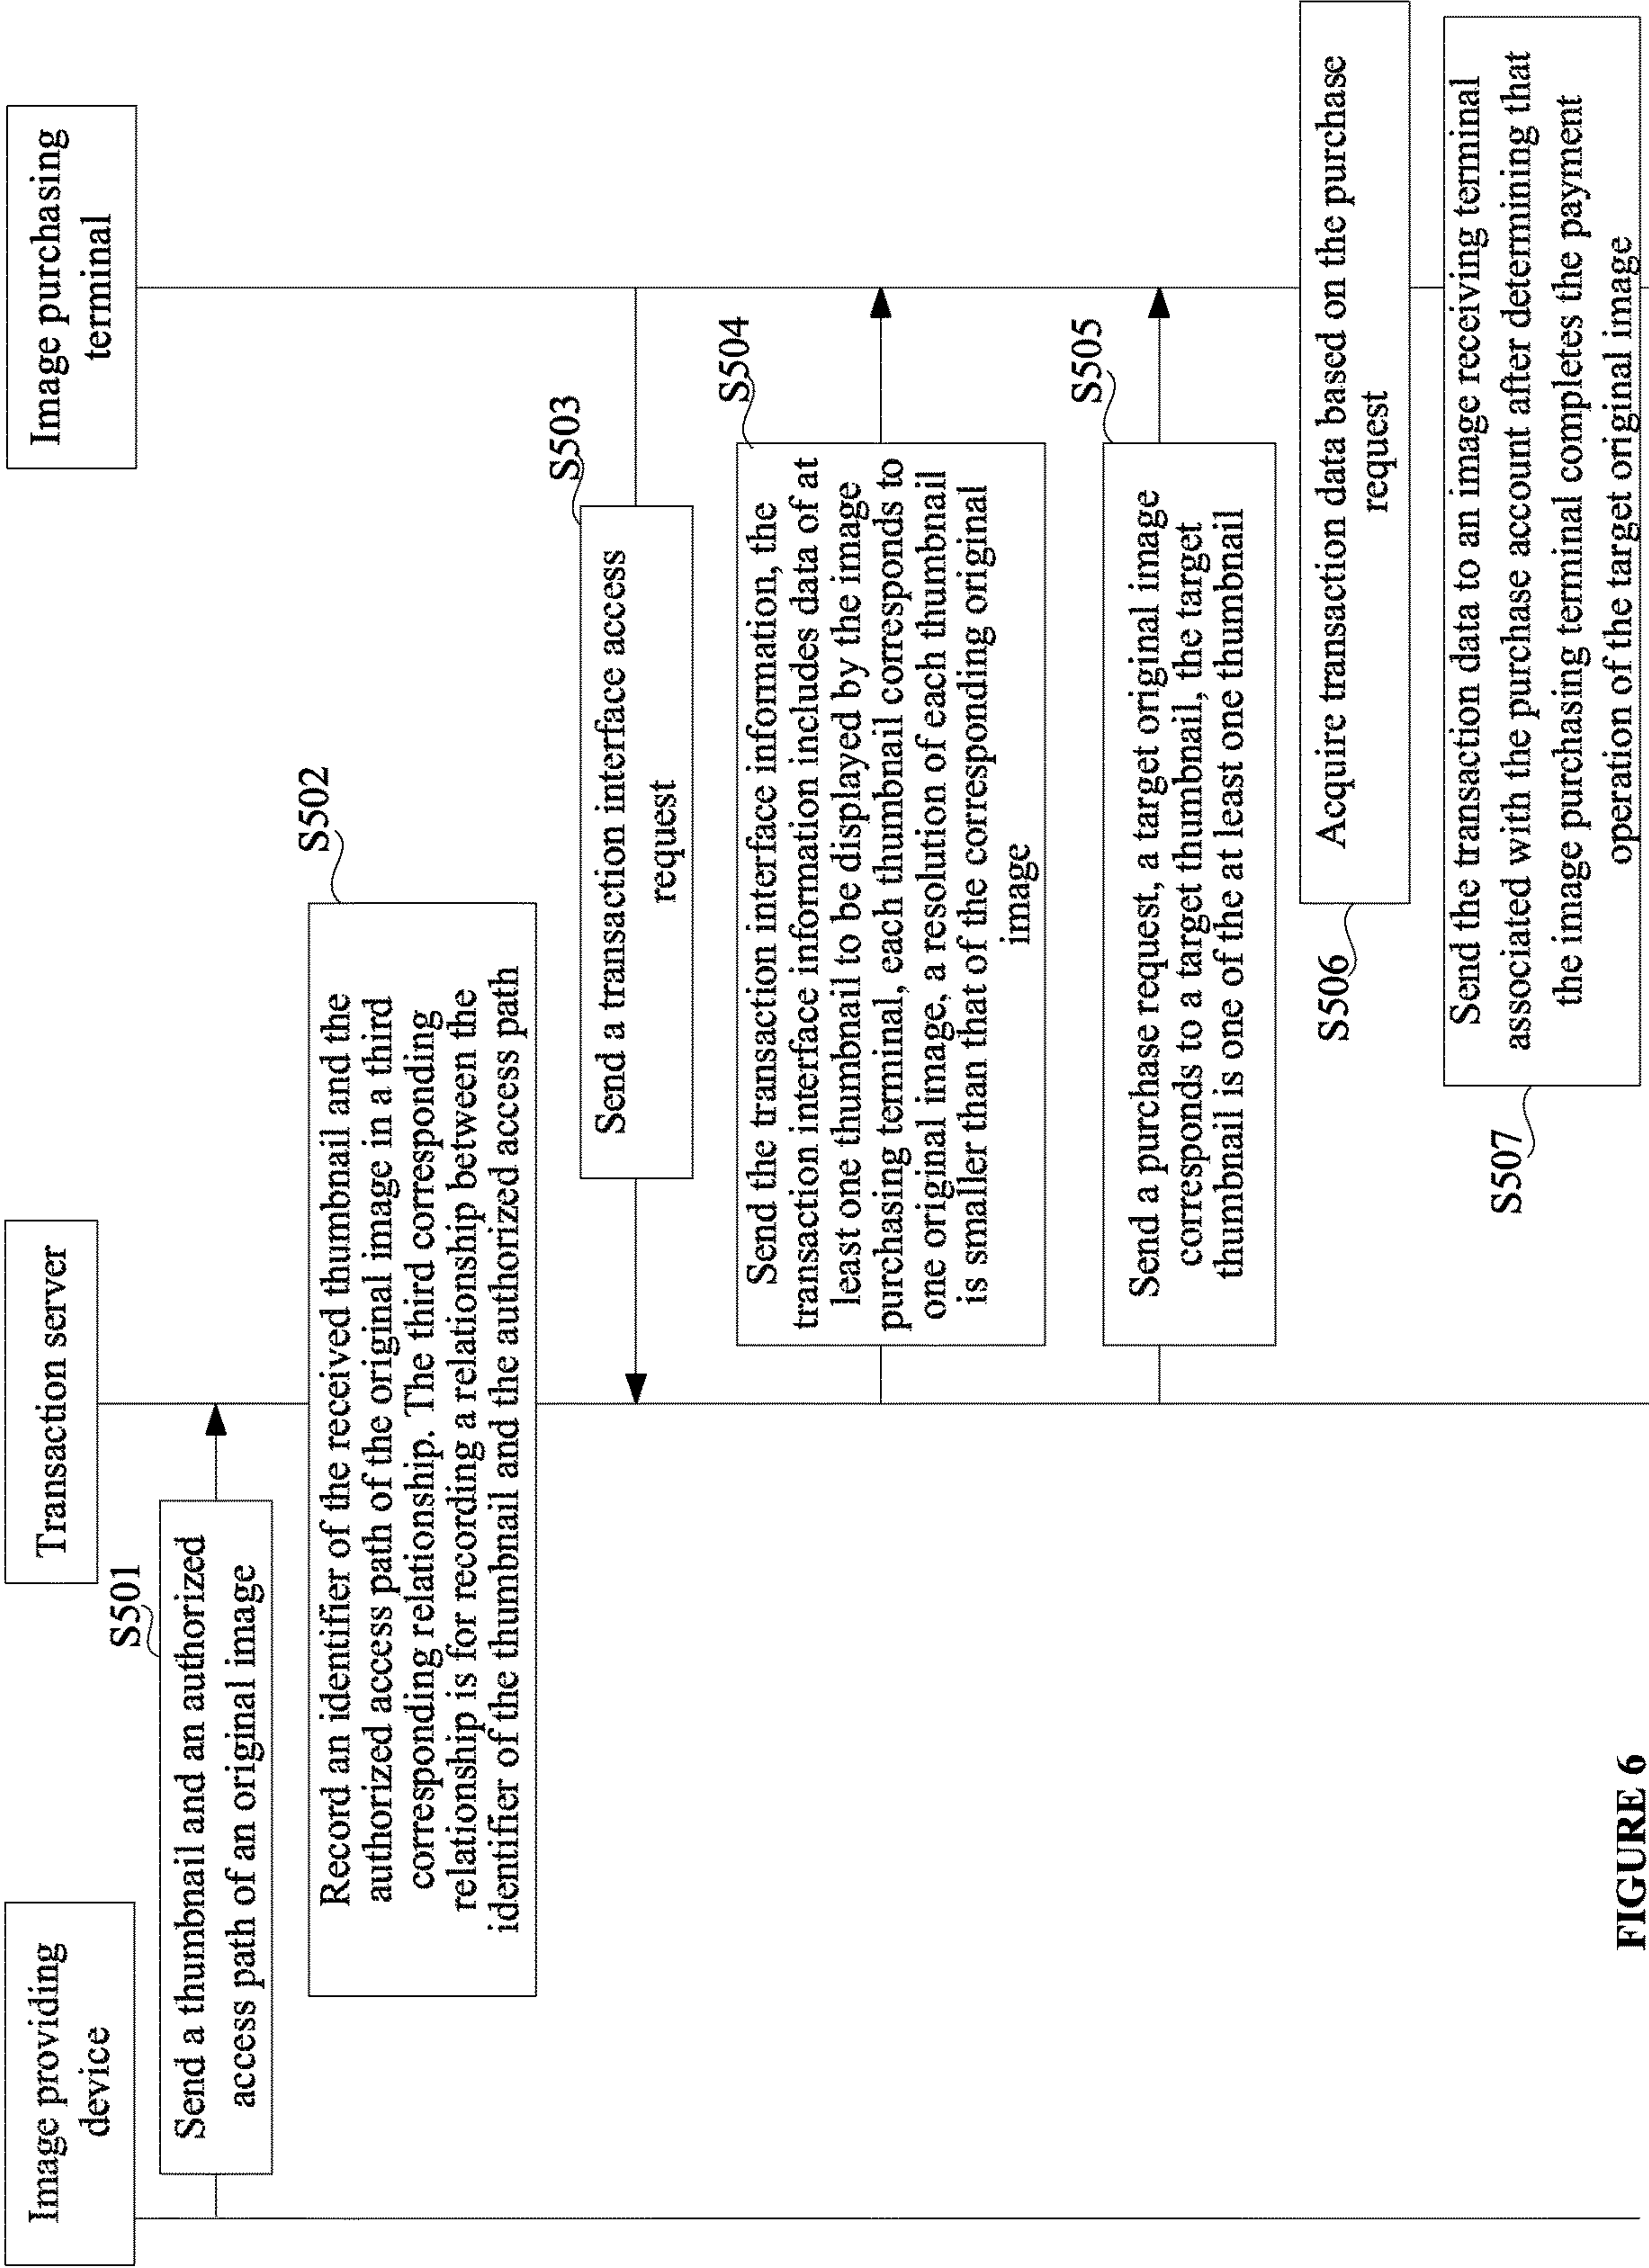 Image providing
device
Transaction server
Image purchasing
terminal
S501
Send a thumbnail and an authorized
access path of an original image
S502
Record an identifier of the received thumbnail and the
authorized access path of the original image in a third
corresponding relationship. The third corresponding
relationship is for recording a relationship between the
identifier of the thumbnail and the authorized access path
S503
Send a transaction interface access
request
S504
Send the transaction interface information, the
transaction interface information includes data of at
least one thumbnail to be displayed by the image
purchasing terminal, each thumbnail corresponds to
one original image, a resolution of each thumbnail
is smaller than that of the corresponding original
image
S505
Send a purchase request, a target original image
corresponds to a target thumbnail, the target
thumbnail is one of the at least one thumbnail
S506
Acquire transaction data based on the purchase
request
S507
Send the transaction data to an image receiving terminal
associated with the purchase account after determining that
the image purchasing terminal completes the payment
operation of the target original image
FIGURE 6